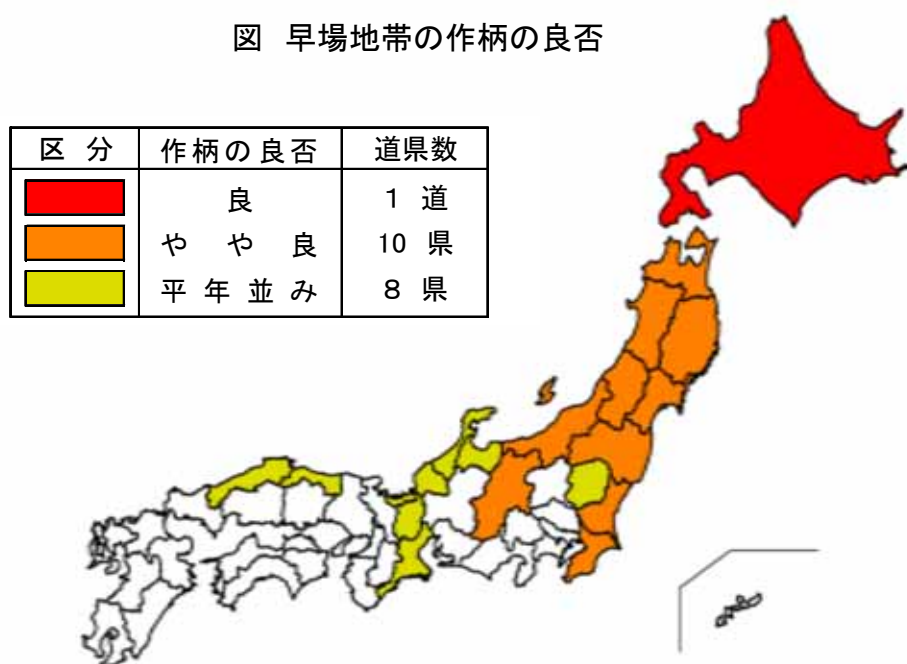 図 早場地帯の作柄の良否
区 分 作柄の良否 道県数
良 1 道
や や 良 10 県
平 年 並 み 8 県